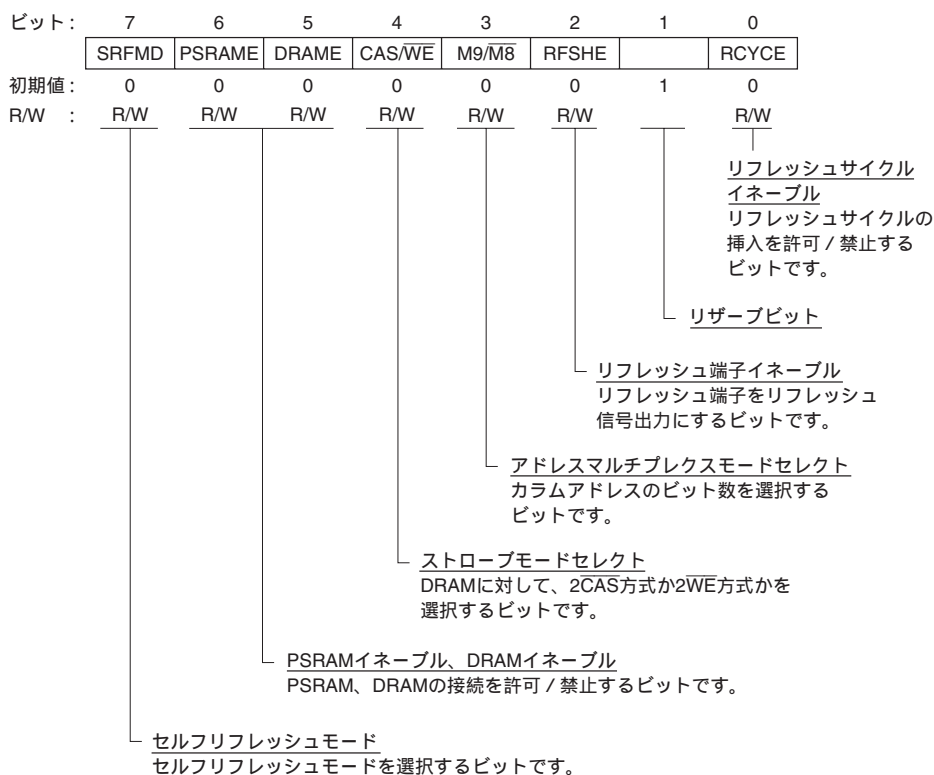 ビット： 7 6 5 4 3 2 1 0
SRFMD PSRAME DRAME CAS/W̅E̅ M9/M̅8̅ RFSHE RCYCE
初期値： 0 0 0 0 0 0 1 0
R/W ： R/W R/W R/W R/W R/W R/W R/W
リフレッシュサイクル
イネーブル
リフレッシュサイクルの
挿入を許可／禁止する
ビットです。
リザーブビット
リフレッシュ端子イネーブル
リフレッシュ端子をリフレッシュ
信号出力にするビットです。
アドレスマルチプレクスモードセレクト
カラムアドレスのビット数を選択する
ビットです。
ストローブモードセレクト
DRAMに対して、2C̅A̅S̅方式か2W̅E̅方式かを
選択するビットです。
PSRAMイネーブル、DRAMイネーブル
PSRAM、DRAMの接続を許可／禁止するビットです。
セルフリフレッシュモード
セルフリフレッシュモードを選択するビットです。